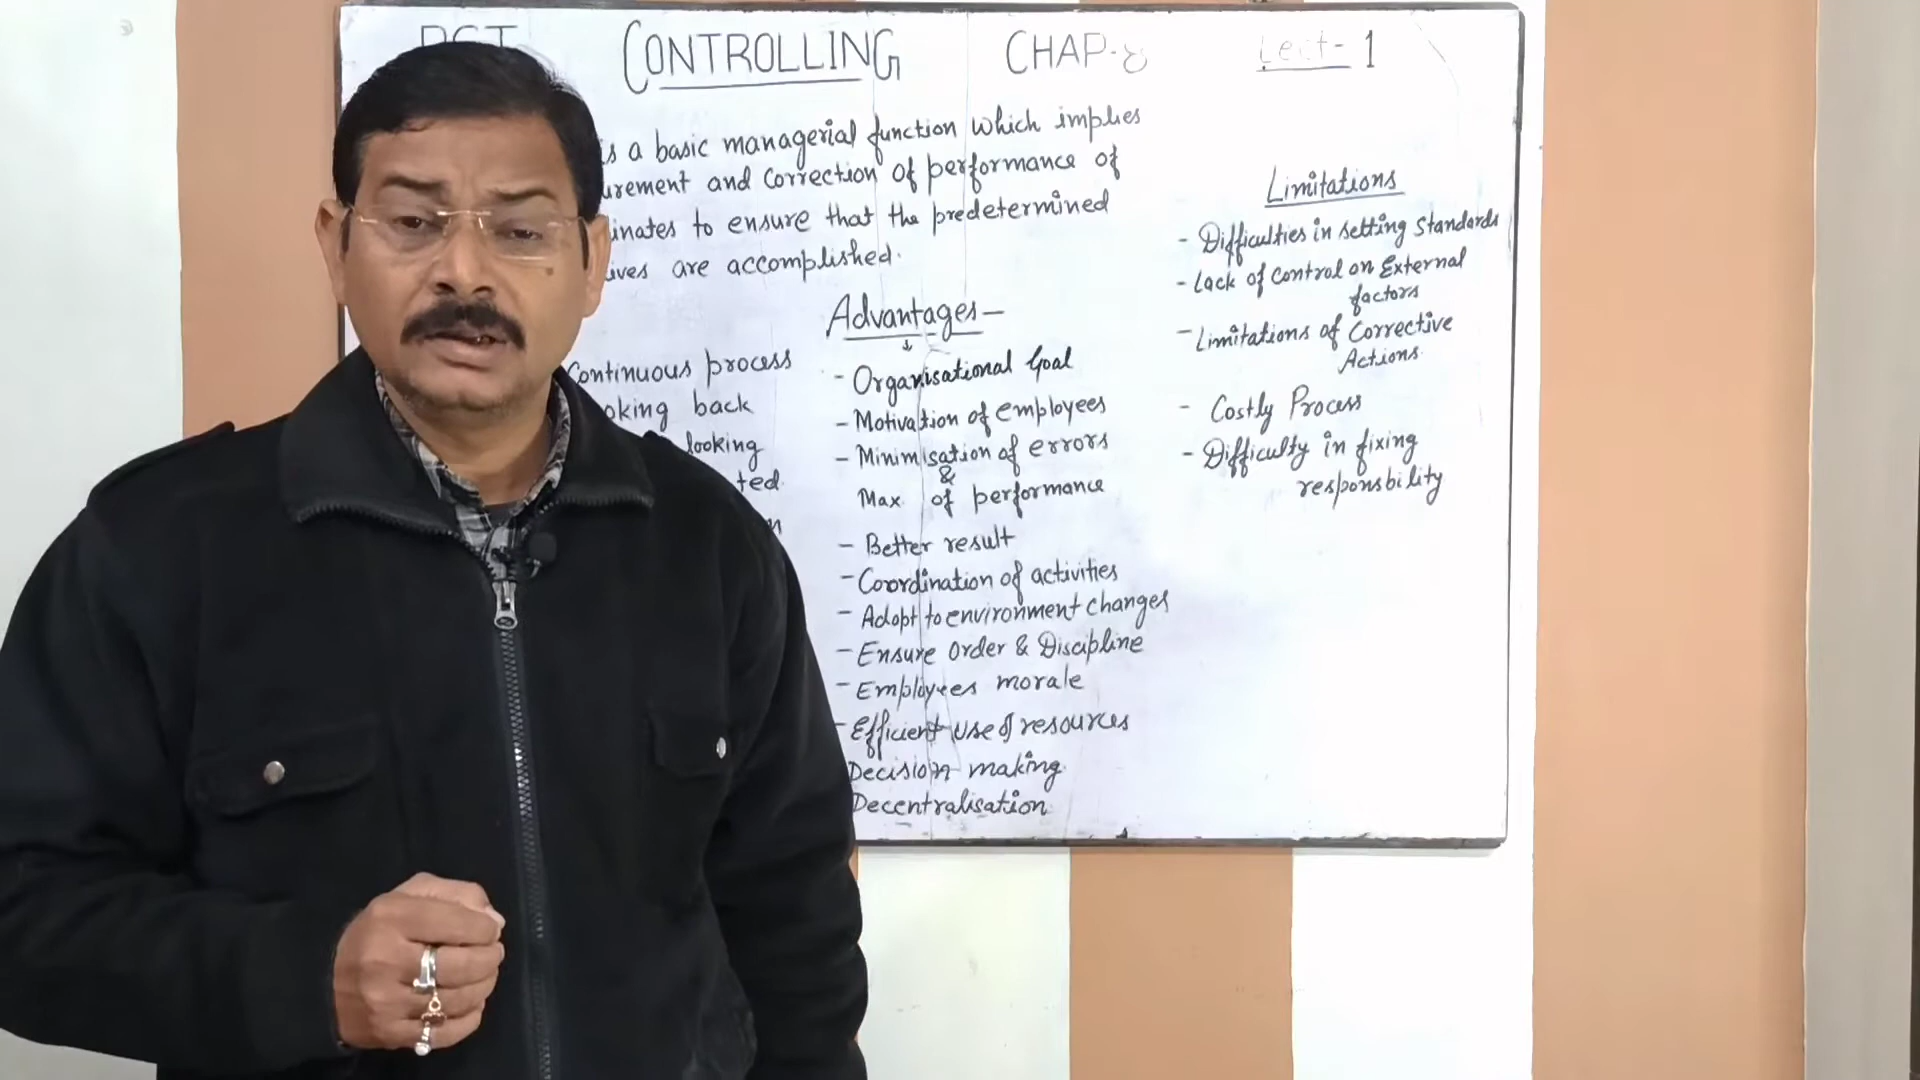 CONTROLLING CHAP-8 Lect-1
is a basic managerial function which implies
urement and correction of performance of
inates to ensure that the predetermined
ives are accomplished.
Continuous process
oking back
looking
ted
Advantages-
- Organisational Goal
- Motivation of employees
- Minimisation of errors
&
Max. of performance
- Better result
- Coordination of activities
- Adopt to environment changes
- Ensure order & Discipline
- Employees morale
- Efficient use of resources
Decision making
Decentralisation
Limitations
- Difficulties in setting Standards
- Lack of control on External
factors
- Limitations of Corrective
Actions
- Costly Process
- Difficulty in fixing
responsbility